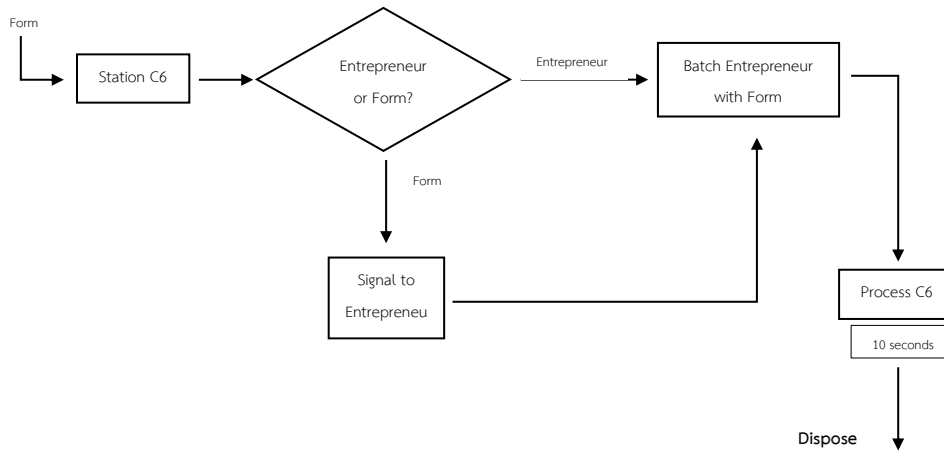 Form
Station C6
Entrepreneur
or Form?
Entrepreneur
Batch Entrepreneur
with Form
Form
Signal to
Entrepreneu
Process C6
10 seconds
Dispose